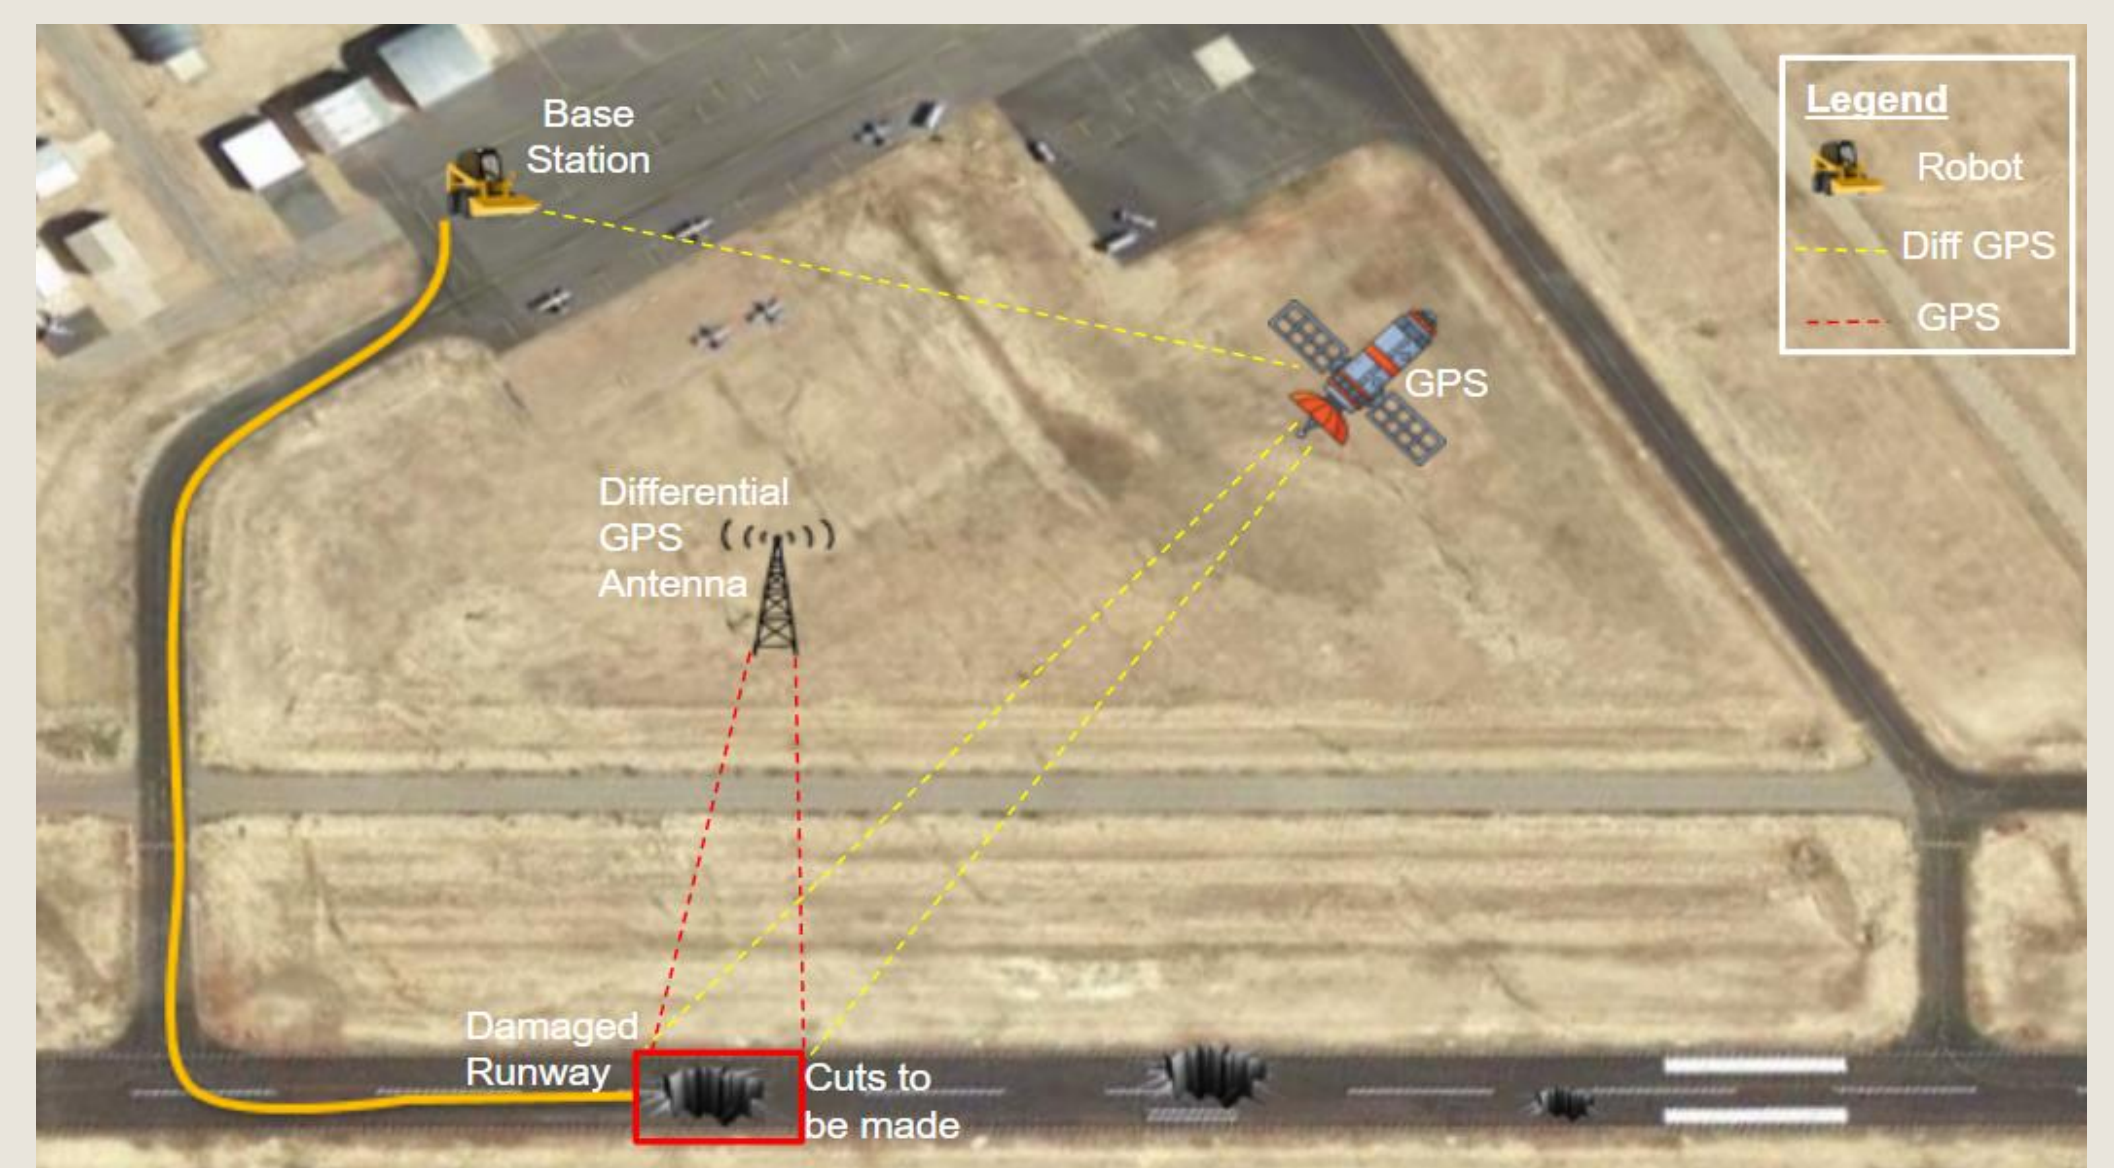 Base
Station
Legend
Robot
Diff GPS
GPS
GPS
Differential
GPS
Antenna
Damaged
Runway
Cuts to
be made